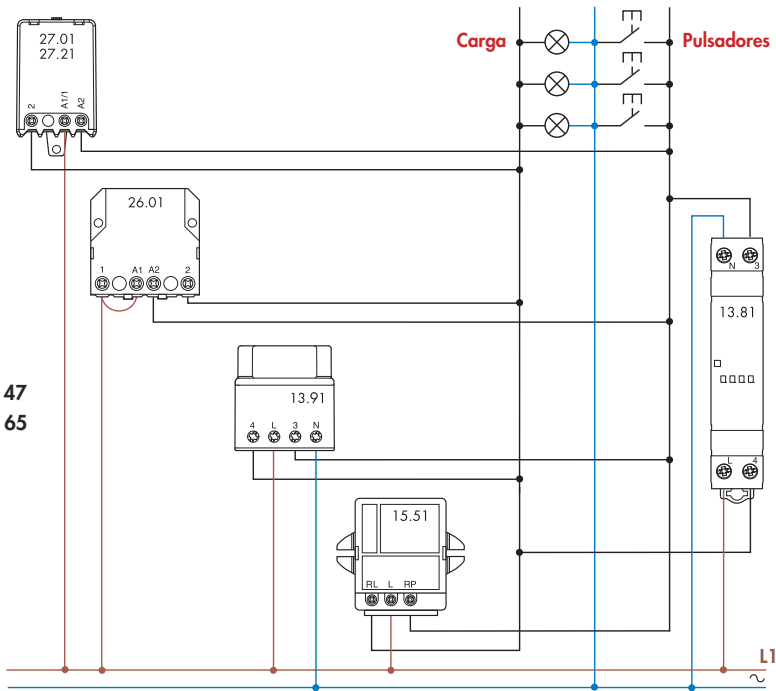 27.01
27.21
2 A1/1 A2
Carga
Pulsadores
26.01
1 A1 A2 2
N 3
13.81
L 4
47
65
13.91
4 L 3 N
15.51
RL L RP
L1
~